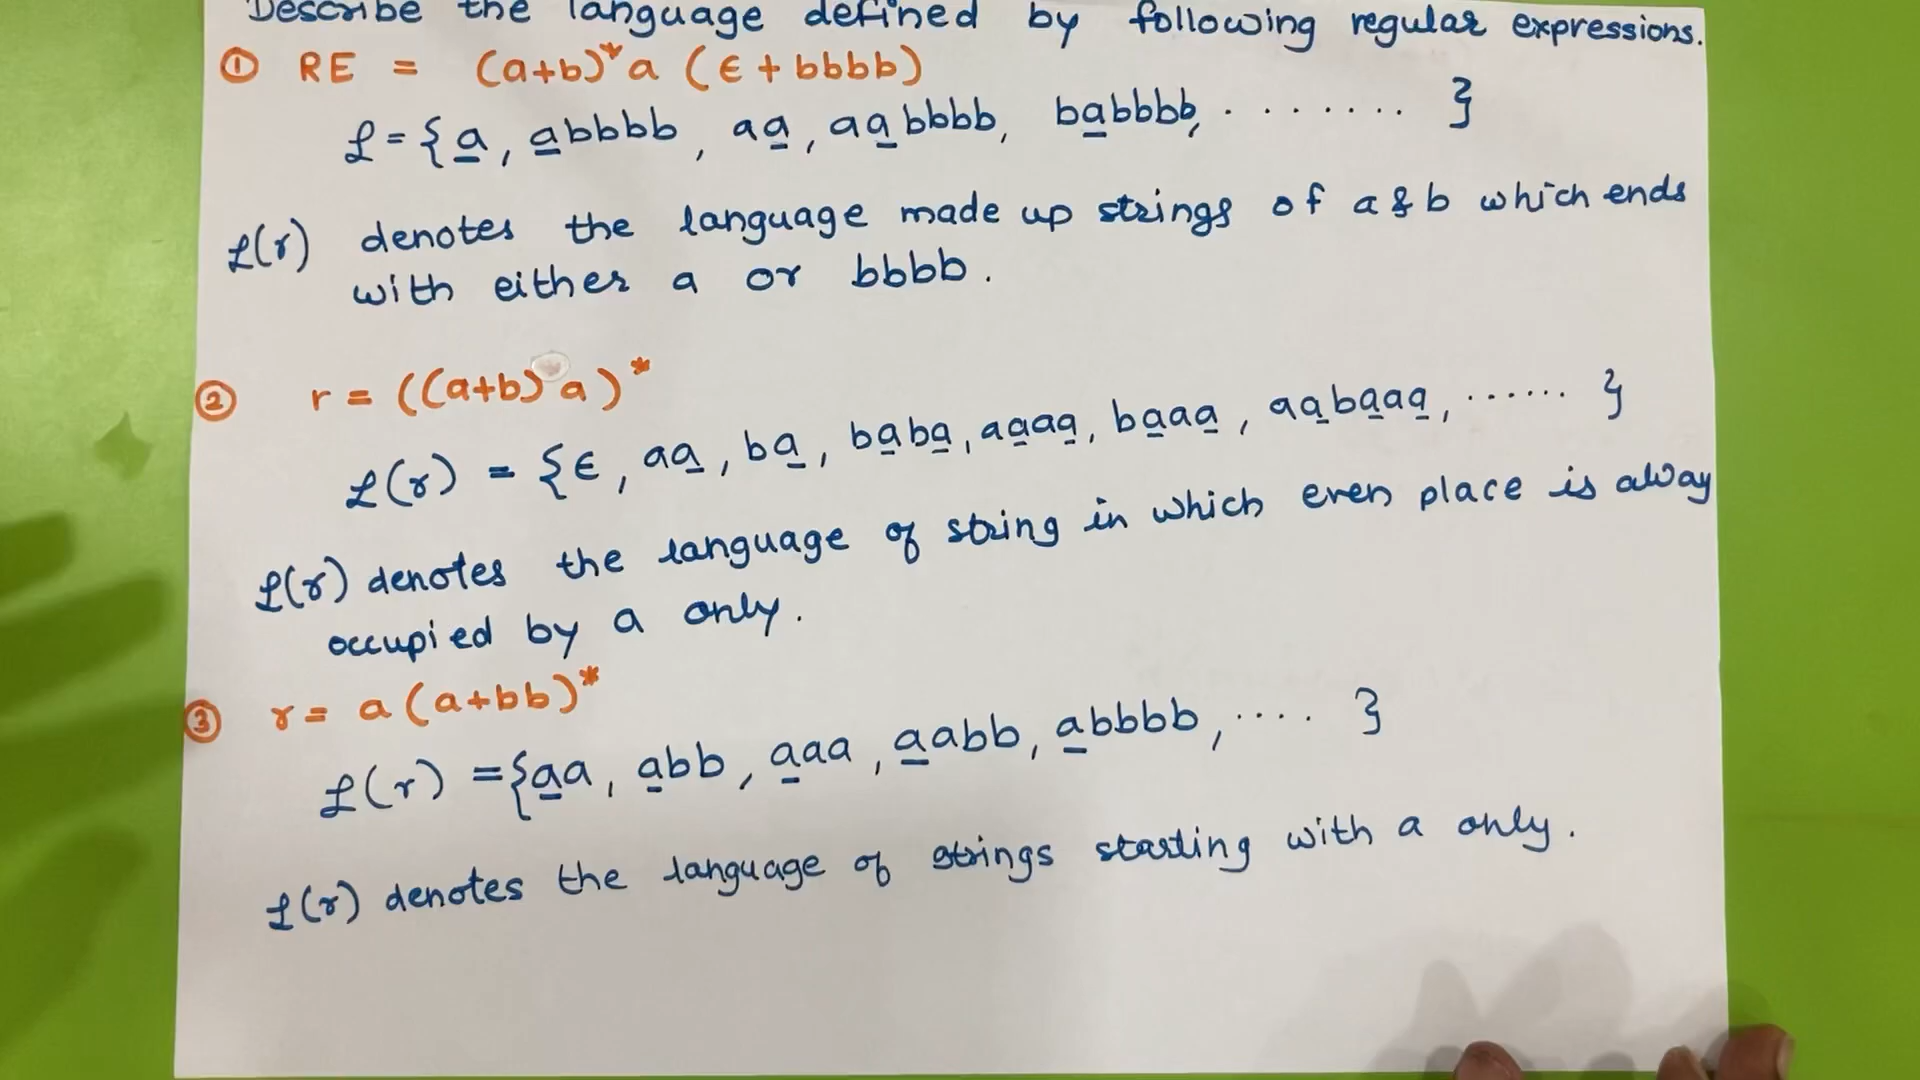 Describe the language defined by following regular expressions.
① RE = (a+b)* a (ϵ + bbbb)
L = {a, abbbb, aa, aabbbb, babbbb, ........ }
L(r) denotes the language made up strings of a & b which ends
with either a or bbbb.
② r = ((a+b) a)*
L(r) = {ϵ, aa, ba, baba, aaaa, baaa, aabaaa, ...... }
L(r) denotes the language of string in which even place is alway
occupied by a only.
③ r = a (a+bb)*
L(r) = {aa, abb, aaa, aabb, abbbb, .... }
L(r) denotes the language of strings starting with a only.